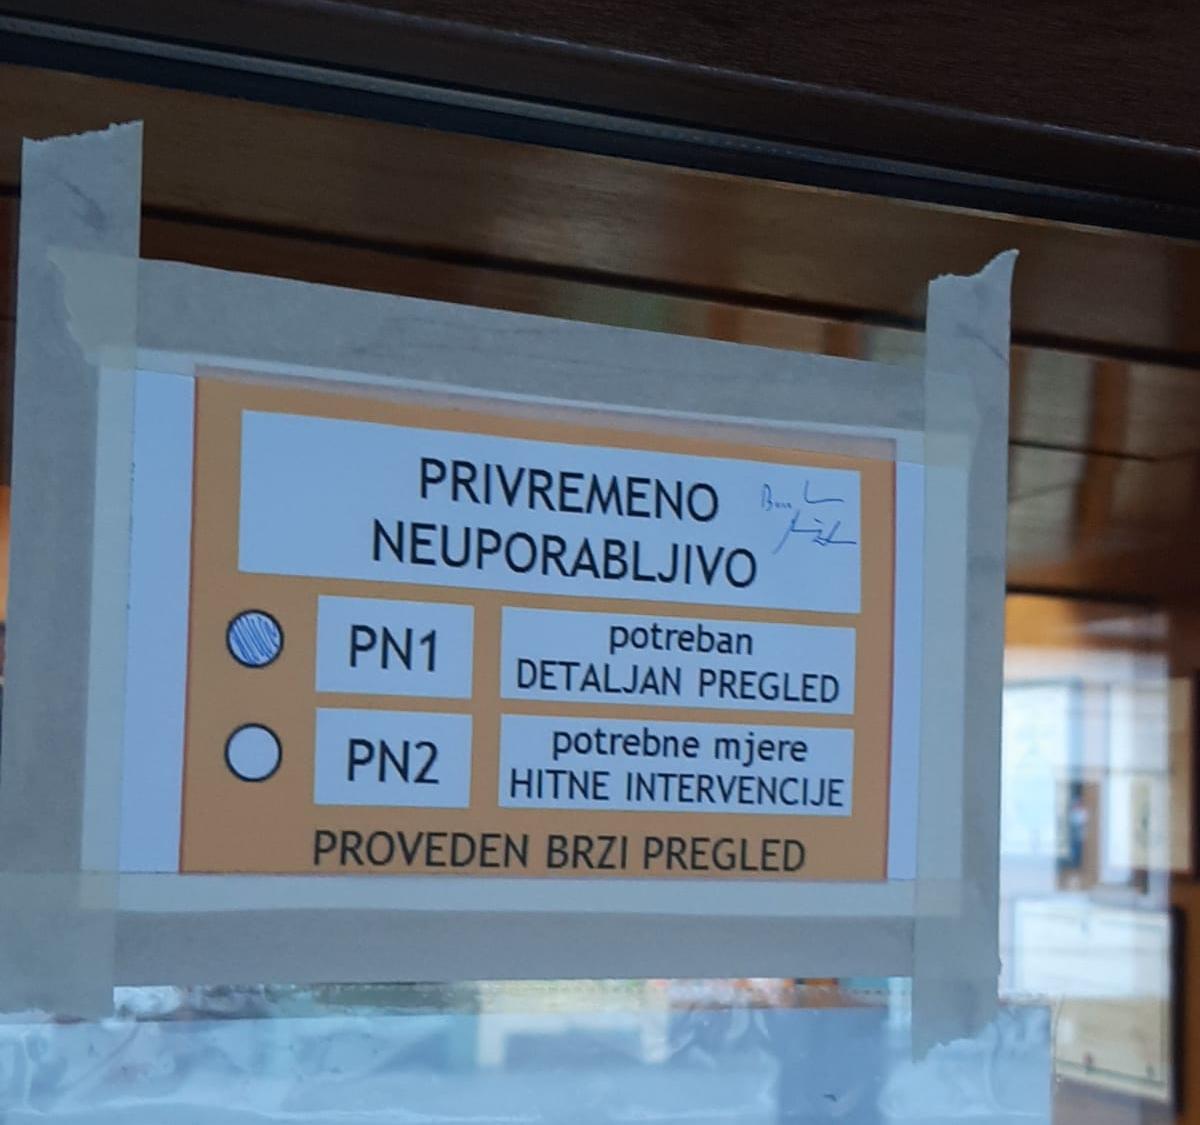 PRIVREMENO
NEUPORABLJIVO
PN1
potreban
DETALJAN PREGLED
PN2
potrebne mjere
HITNE INTERVENCIJE
PROVEDEN BRZI PREGLED